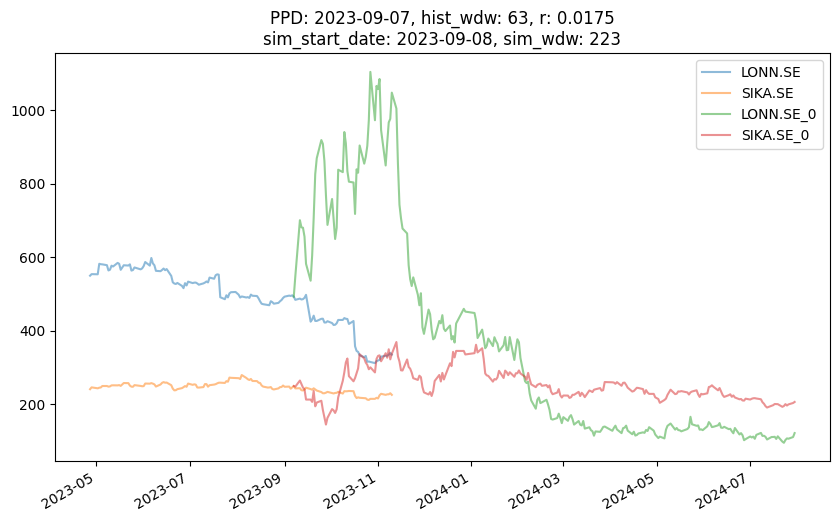 PPD: 2023-09-07, hist_wdw: 63, r: 0.0175
sim_start_date: 2023-09-08, sim_wdw: 223
LONN.SE
SIKA.SE
LONN.SE_0
SIKA.SE_0
1000
800
600
400
200
2023-05
2023-07
2023-09
2023-11
2024-01
2024-03
2024-05
2024-07